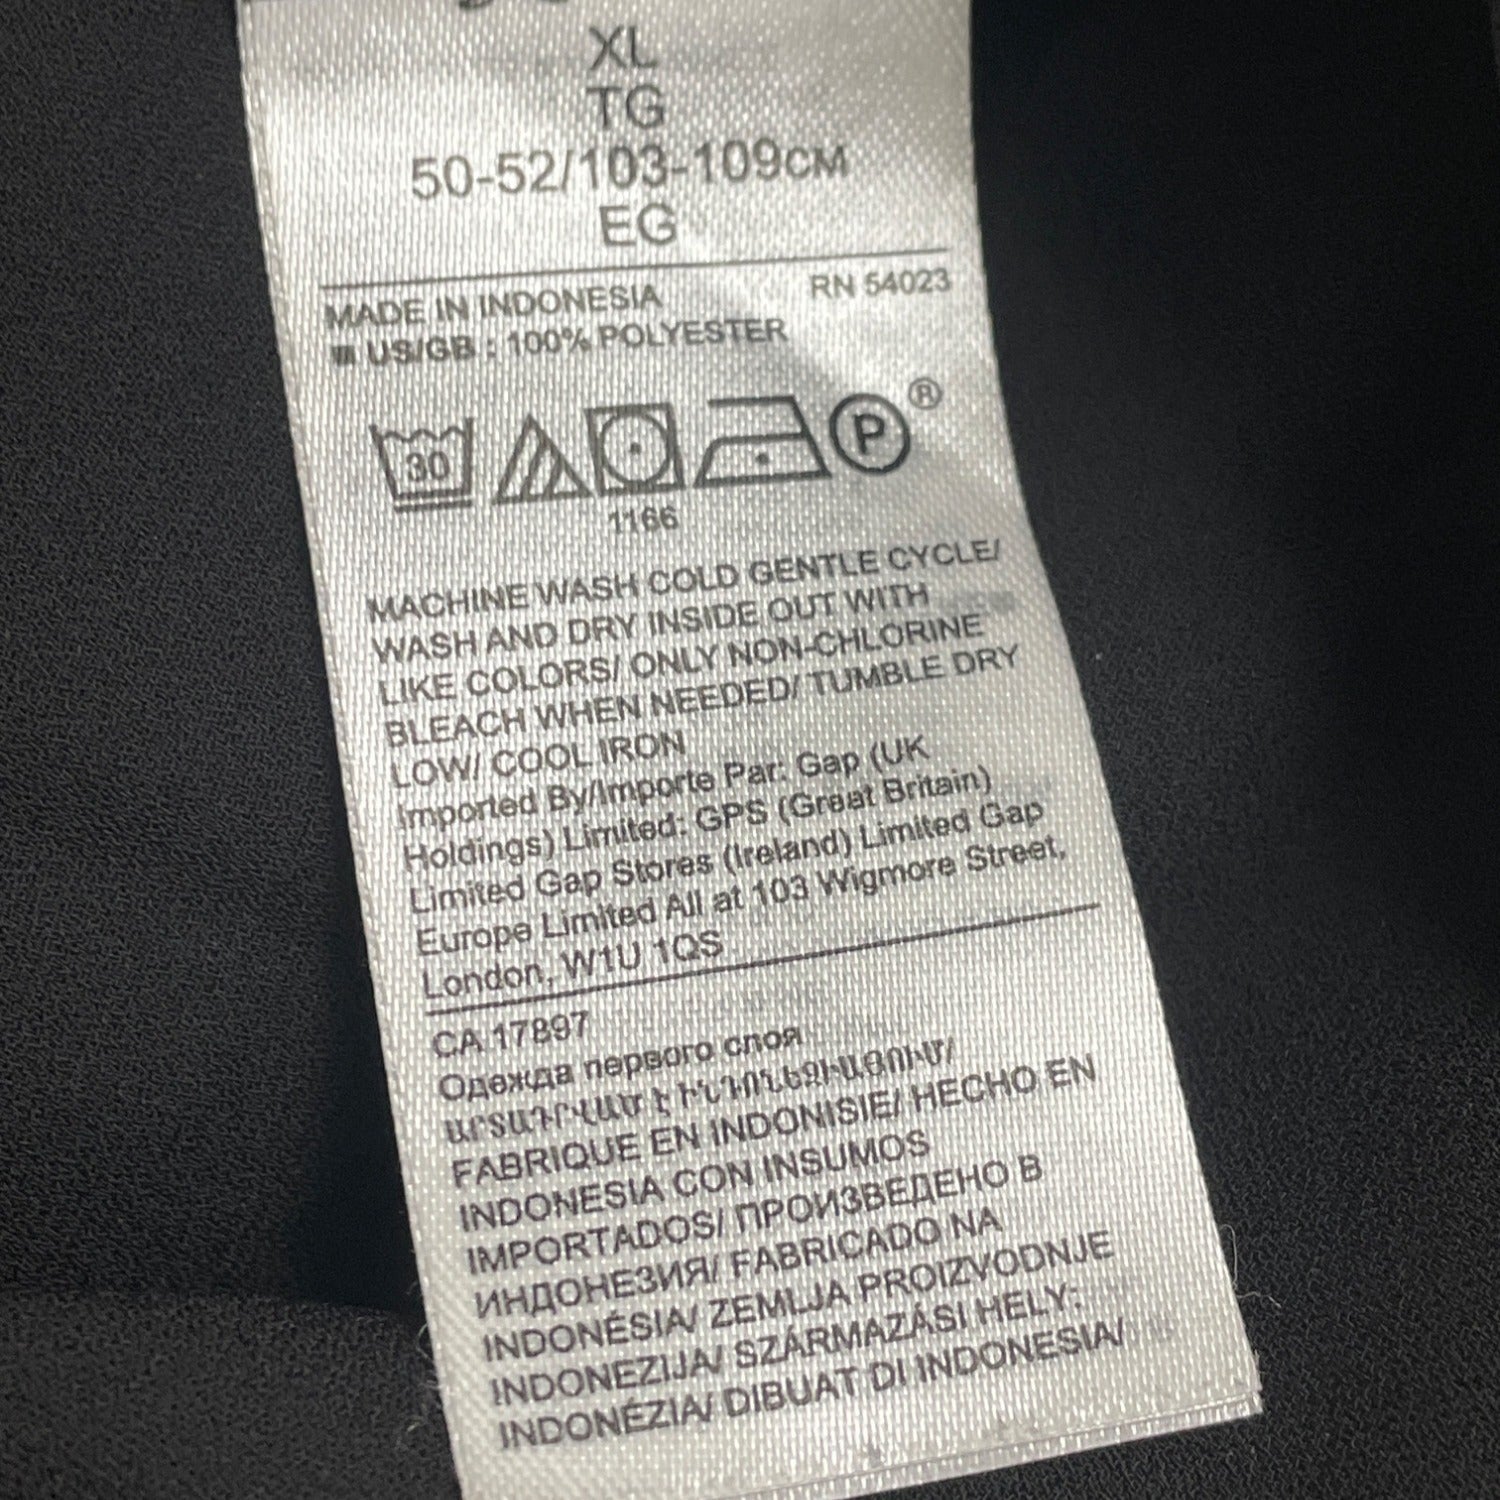 XL
TG
50-52/103-109CM
EG
MADE IN INDONESIA RN 54023
US/GB : 100% POLYESTER
30 P ®
1166
MACHINE WASH COLD GENTLE CYCLE/
WASH AND DRY INSIDE OUT WITH
LIKE COLORS/ ONLY NON-CHLORINE
BLEACH WHEN NEEDED/ TUMBLE DRY
LOW/ COOL IRON
Imported By/Importe Par: Gap (UK
Holdings) Limited: GPS (Great Britain)
Limited Gap Stores (Ireland) Limited Gap
Europe Limited All at 103 Wigmore Street,
London, W1U 1QS
CA 17897
Одежда первого слоя
ԱՐՏԱԴՐՎԱԾ Է ԻՆԴՈՆԵԶԻԱՅՈՒՄ/
FABRIQUE EN INDONISIE/ HECHO EN
INDONESIA CON INSUMOS
IMPORTADOS/ ПРОИЗВЕДЕНО В
ИНДОНЕЗИЯ/ FABRICADO NA
INDONÉSIA/ ZEMLJA PROIZVODNJE
INDONEZIJA/ SZÁRMAZÁSI HELY:
INDONÉZIA/ DIBUAT DI INDONESIA/